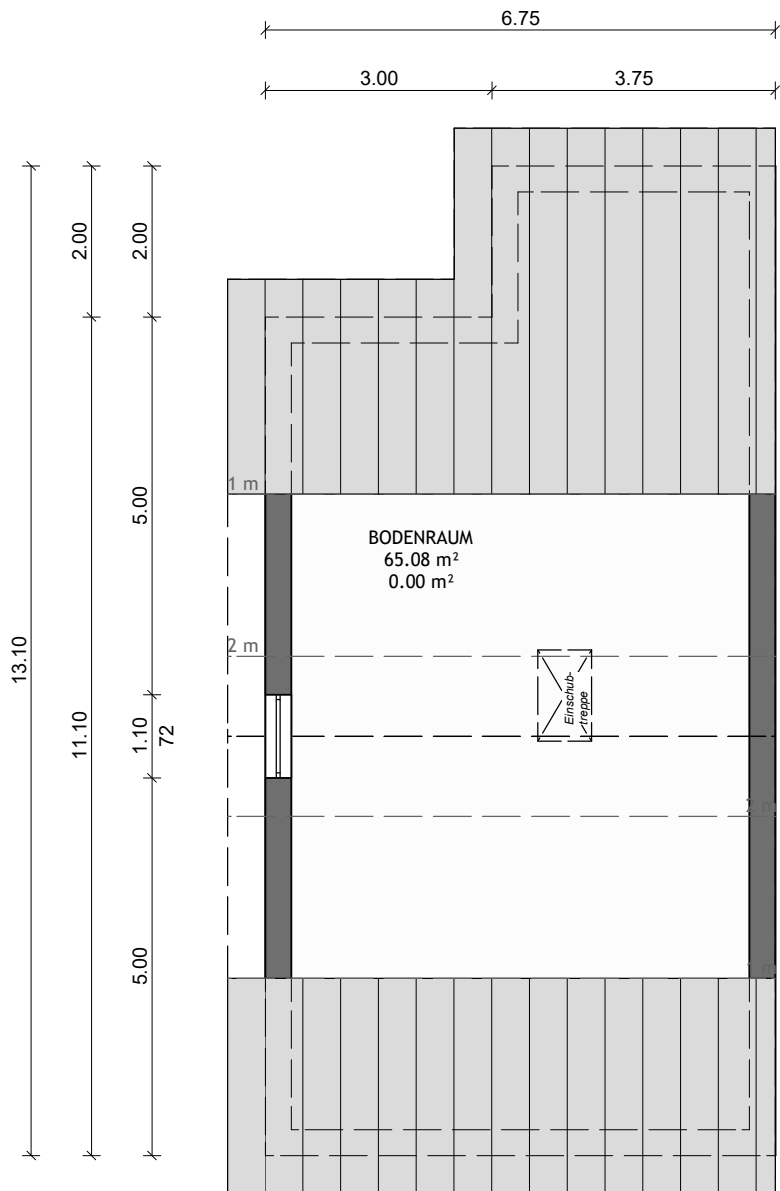 6.75
3.00
3.75
2.00
2.00
1 m
5.00
BODENRAUM
65.08 m²
0.00 m²
2 m
13.10
11.10
1.10
72
Einschub-
treppe
2 m
5.00
1 m